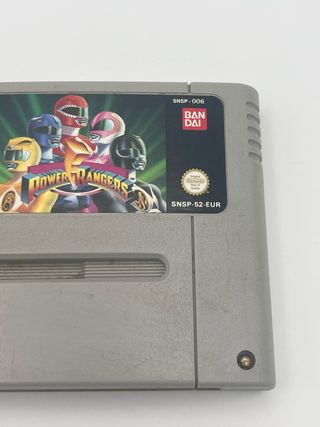 SNSP - 006
BAN
DAI
POWER RANGERS
SNSP-52-EUR